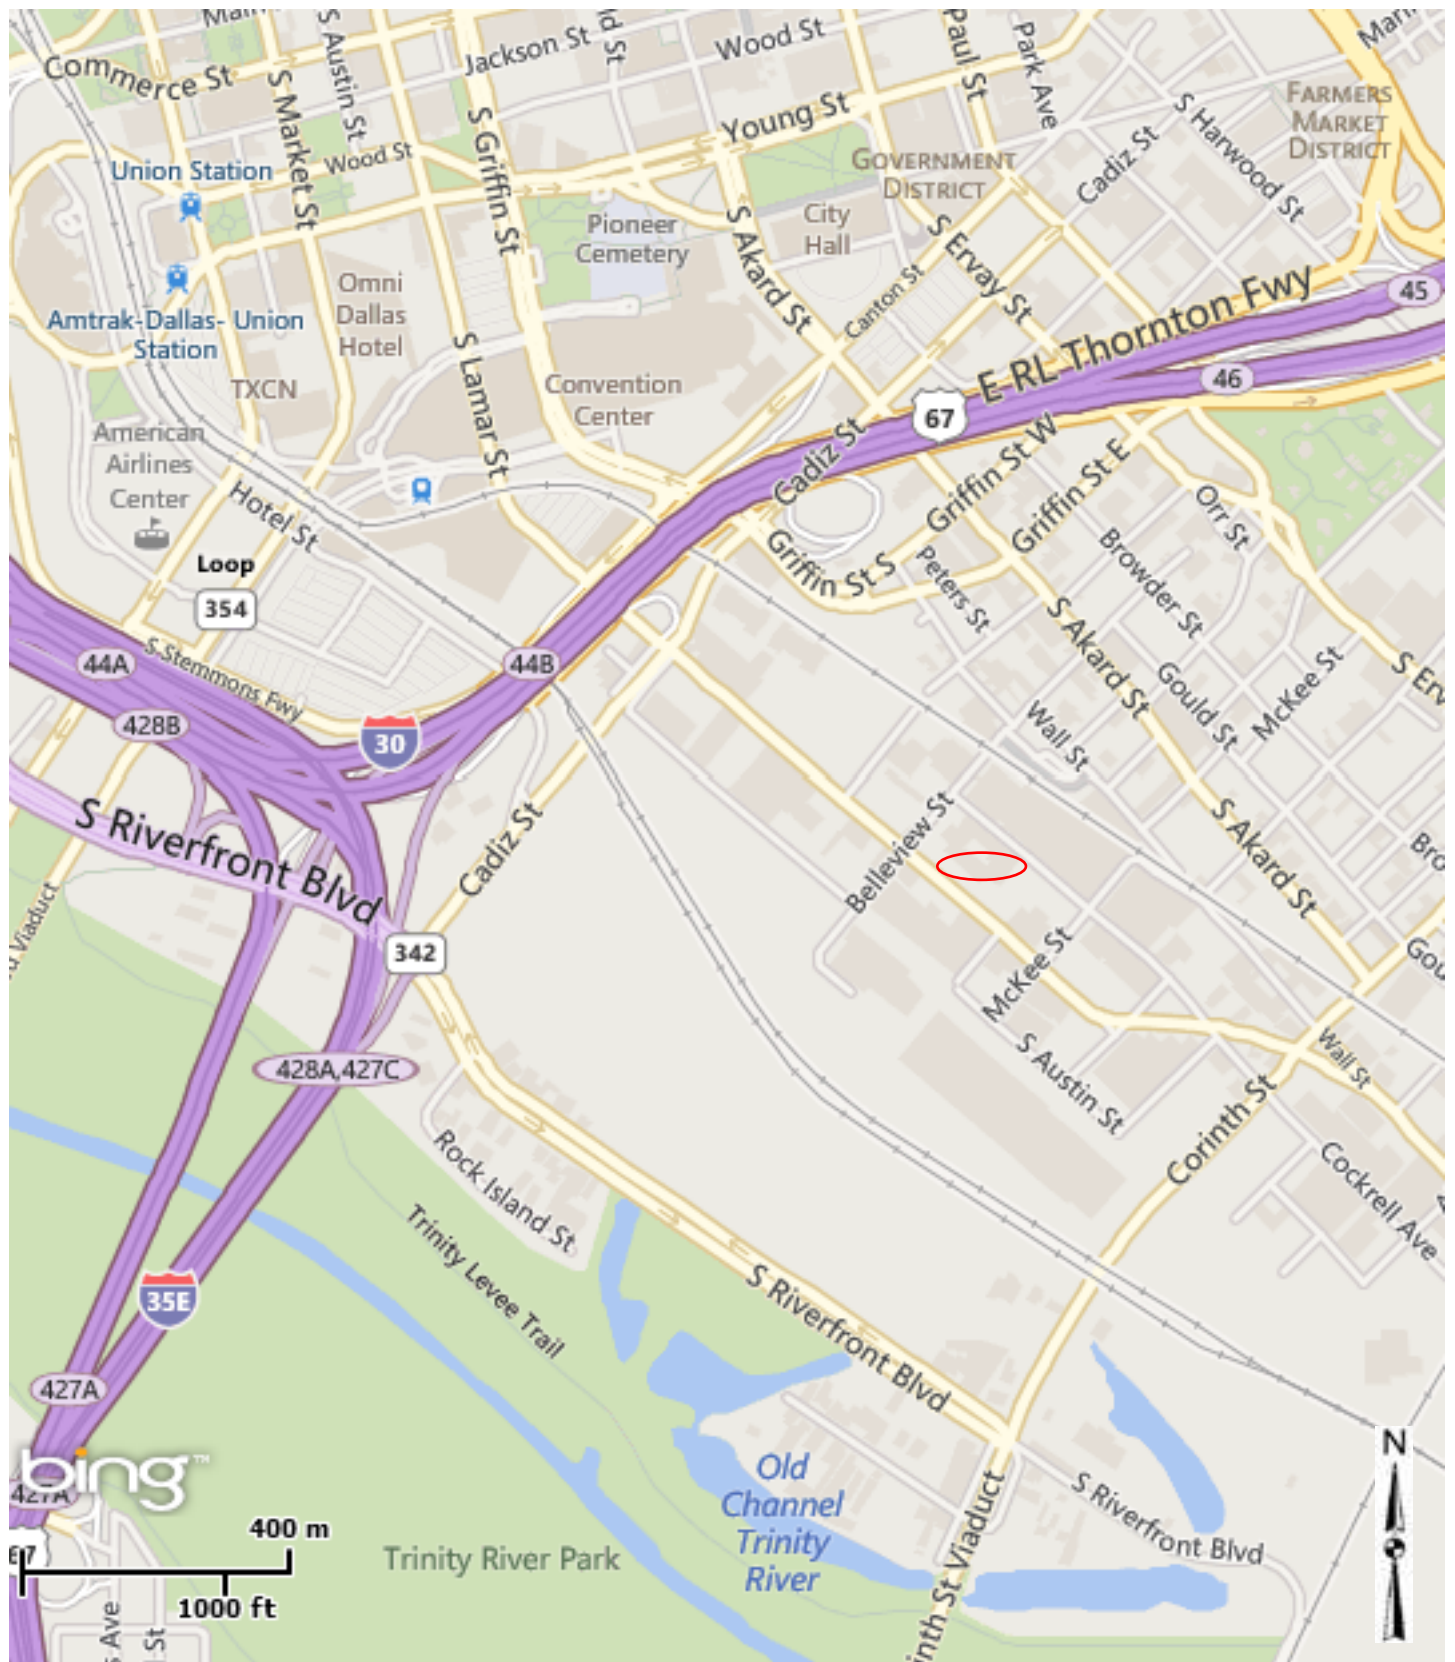 S Austin St
Jackson St
Wood St
Park Ave
Commerce St
S Market St
S Griffin St
Young St
S Harwood St
FARMERS
MARKET
DISTRICT
Wood St
Union Station
GOVERNMENT
DISTRICT
Cadiz St
Pioneer
Cemetery
City
Hall
S Akard St
S Ervay St
Canton St
Omni
Dallas
Hotel
Amtrak-Dallas- Union
Station
E RL Thornton Fwy
45
46
67
S Lamar St
TXCN
Convention
Center
American
Airlines
Center
Cadiz St
Griffin St W
Griffin St E
Hotel St
Orr St
Browder St
Griffin St S
Peters St
Loop
354
S Akard St
44A
S Stemmons Fwy
44B
Gould St
McKee St
428B
30
Wall St
S Riverfront Blvd
Cadiz St
Belleview St
S Akard St
342
McKee St
Wall St
428A,427C
S Austin St
Corinth St
Rock Island St
Cockrell Ave
Trinity Levee Trail
35E
S Riverfront Blvd
427A
N
bing™
427A
Old
Channel
Trinity
River
S Riverfront Blvd
400 m
Trinity River Park
1000 ft